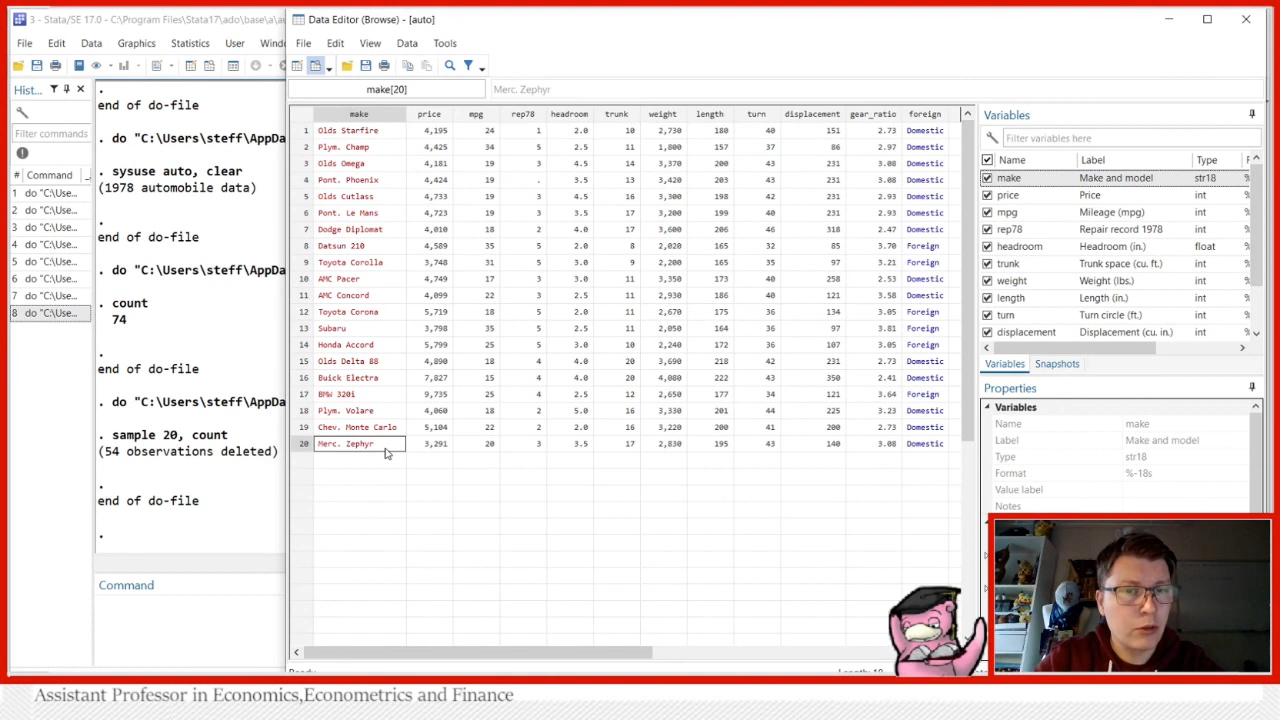 3 - Stata/SE 17.0 - C:\Program Files\Stata17\ado\base\a\au
File Edit Data Graphics Statistics User Windo
Hist...
Filter commands
# Command
1 do "C:\Use...
2 do "C:\Use...
3 do "C:\Use...
4 do "C:\Use...
5 do "C:\Use...
6 do "C:\Use...
7 do "C:\Use...
8 do "C:\Use...
.
end of do-file
. do "C:\Users\steff\AppDa
. sysuse auto, clear
(1978 automobile data)
.
end of do-file
. do "C:\Users\steff\AppDa
. count
74
.
end of do-file
. do "C:\Users\steff\AppDa
. sample 20, count
(54 observations deleted)
.
end of do-file
.
Command
Data Editor (Browse) - [auto]
File Edit View Data Tools
make[20] Merc. Zephyr
make price mpg rep78 headroom trunk weight length turn displacement gear_ratio foreign
1 Olds Starfire 4,195 24 1 2.0 10 2,730 180 40 151 2.73 Domestic
2 Plym. Champ 4,425 34 5 2.5 11 1,800 157 37 86 2.97 Domestic
3 Olds Omega 4,181 19 3 4.5 14 3,370 200 43 231 3.08 Domestic
4 Pont. Phoenix 4,424 19 . 3.5 13 3,420 203 43 231 3.08 Domestic
5 Olds Cutlass 4,733 19 3 4.5 16 3,300 198 42 231 2.93 Domestic
6 Pont. Le Mans 4,723 19 3 3.5 17 3,200 199 40 231 2.93 Domestic
7 Dodge Diplomat 4,010 18 2 4.0 17 3,600 206 46 318 2.47 Domestic
8 Datsun 210 4,589 35 5 2.0 8 2,020 165 32 85 3.70 Foreign
9 Toyota Corolla 3,748 31 5 3.0 9 2,200 165 35 97 3.21 Foreign
10 AMC Pacer 4,749 17 3 3.0 11 3,350 173 40 258 2.53 Domestic
11 AMC Concord 4,099 22 3 2.5 11 2,930 186 40 121 3.58 Domestic
12 Toyota Corona 5,719 18 5 2.0 11 2,670 175 36 134 3.05 Foreign
13 Subaru 3,798 35 5 2.5 11 2,050 164 36 97 3.81 Foreign
14 Honda Accord 5,799 25 5 3.0 10 2,240 172 36 107 3.05 Foreign
15 Olds Delta 88 4,890 18 4 4.0 20 3,690 218 42 231 2.73 Domestic
16 Buick Electra 7,827 15 4 4.0 20 4,080 222 43 350 2.41 Domestic
17 BMW 320i 9,735 25 4 2.5 12 2,650 177 34 121 3.64 Foreign
18 Plym. Volare 4,060 18 2 5.0 16 3,330 201 44 225 3.23 Domestic
19 Chev. Monte Carlo 5,104 22 2 2.0 16 3,220 200 41 200 2.73 Domestic
20 Merc. Zephyr 3,291 20 3 3.5 17 2,830 195 43 140 3.08 Domestic
Variables
Filter variables here
Name Label Type F
make Make and model str18 %
price Price int %
mpg Mileage (mpg) int %
rep78 Repair record 1978 int %
headroom Headroom (in.) float %
trunk Trunk space (cu. ft.) int %
weight Weight (lbs.) int %
length Length (in.) int %
turn Turn circle (ft.) int %
displacement Displacement (cu. in.) int %
Variables Snapshots
Properties
Variables
Name make
Label Make and model
Type str18
Format %-18s
Value label
Notes
Assistant Professor in Economics,Econometrics and Finance